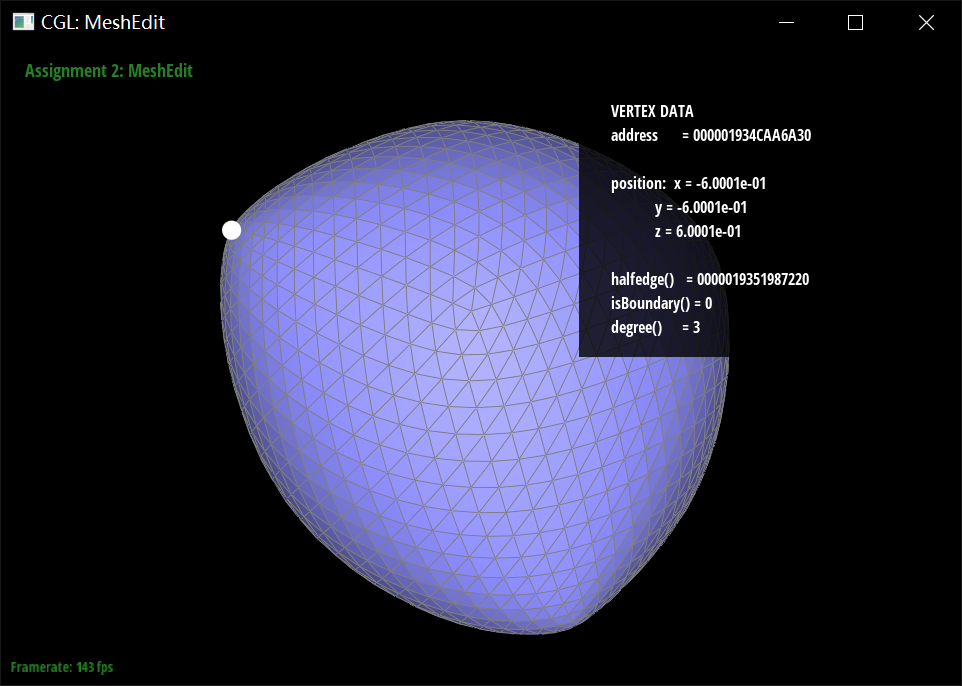 CGL: MeshEdit
Assignment 2: MeshEdit
VERTEX DATA
address = 000001934CAA6A30
position: x = -6.0001e-01
y = -6.0001e-01
z = 6.0001e-01
halfedge() = 0000019351987220
isBoundary() = 0
degree() = 3
Framerate: 143 fps